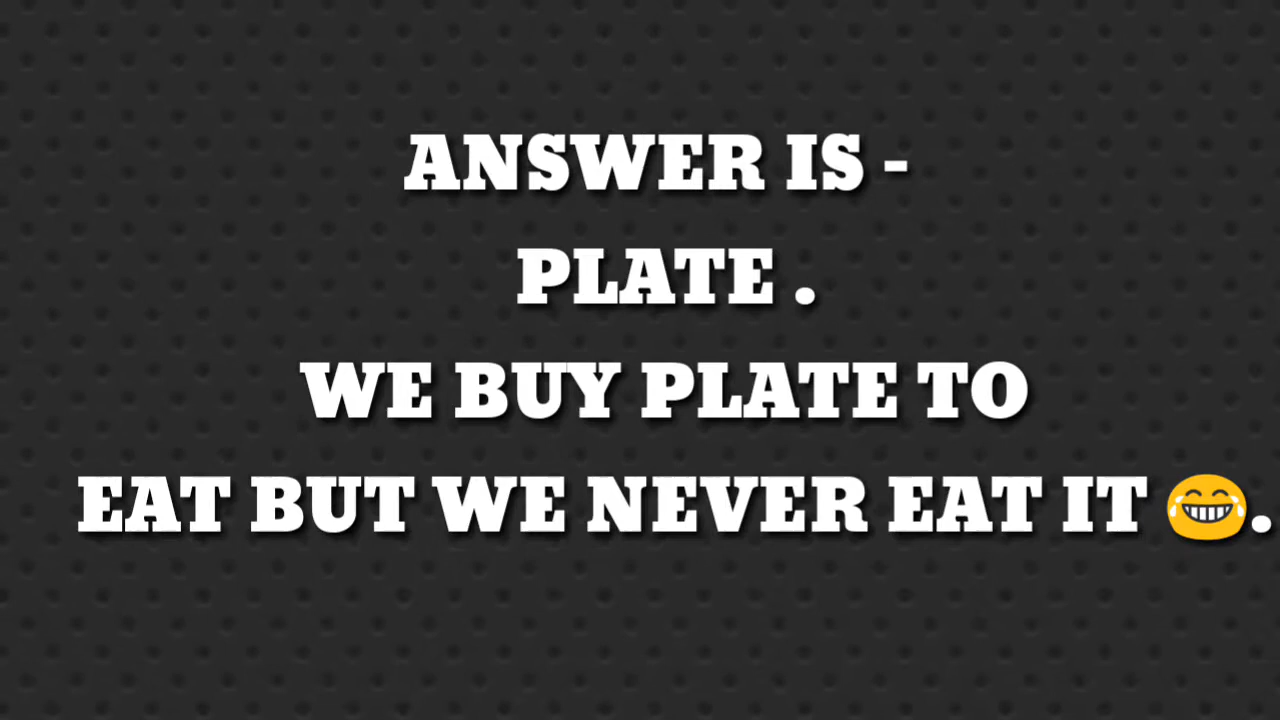 ANSWER IS -
PLATE .
WE BUY PLATE TO
EAT BUT WE NEVER EAT IT 😂.